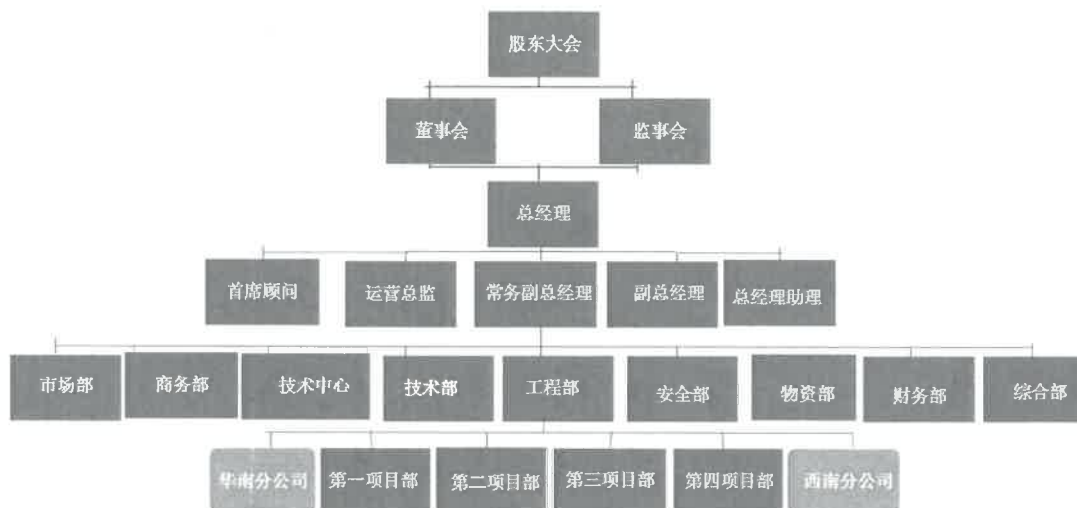 股东大会
董事会
监事会
总经理
首席顾问
运营总监
常务副总经理
副总经理
总经理助理
市场部
商务部
技术中心
技术部
工程部
安全部
物资部
财务部
综合部
华南分公司
第一项目部
第二项目部
第三项目部
第四项目部
西南分公司